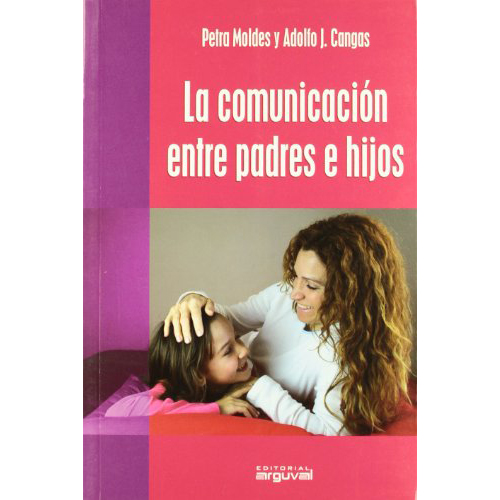 Petra Moldes y Adolfo J. Cangas
La comunicación
entre padres e hijos
EDITORIAL
arguval